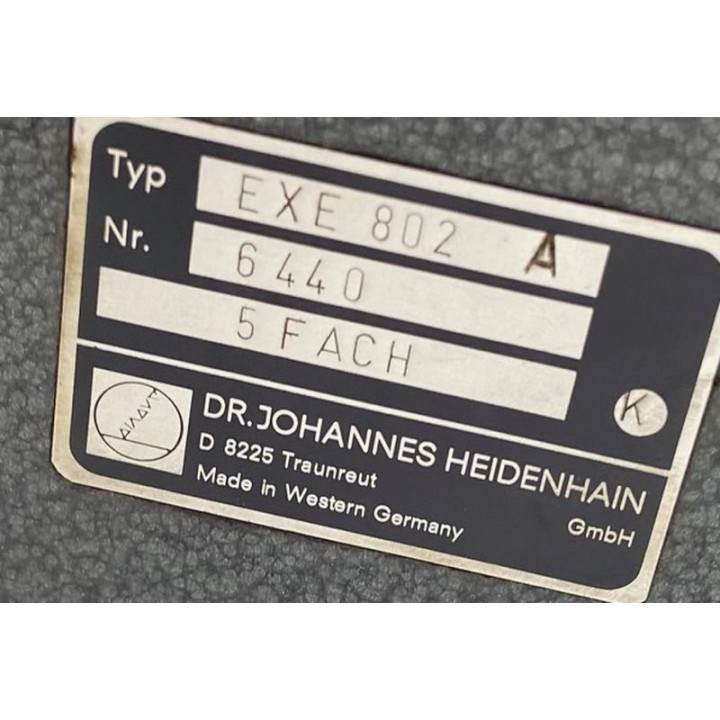 Typ EXE 802 A
Nr. 6440
5 FACH
K
DR. JOHANNES HEIDENHAIN
GmbH
D 8225 Traunreut
Made in Western Germany